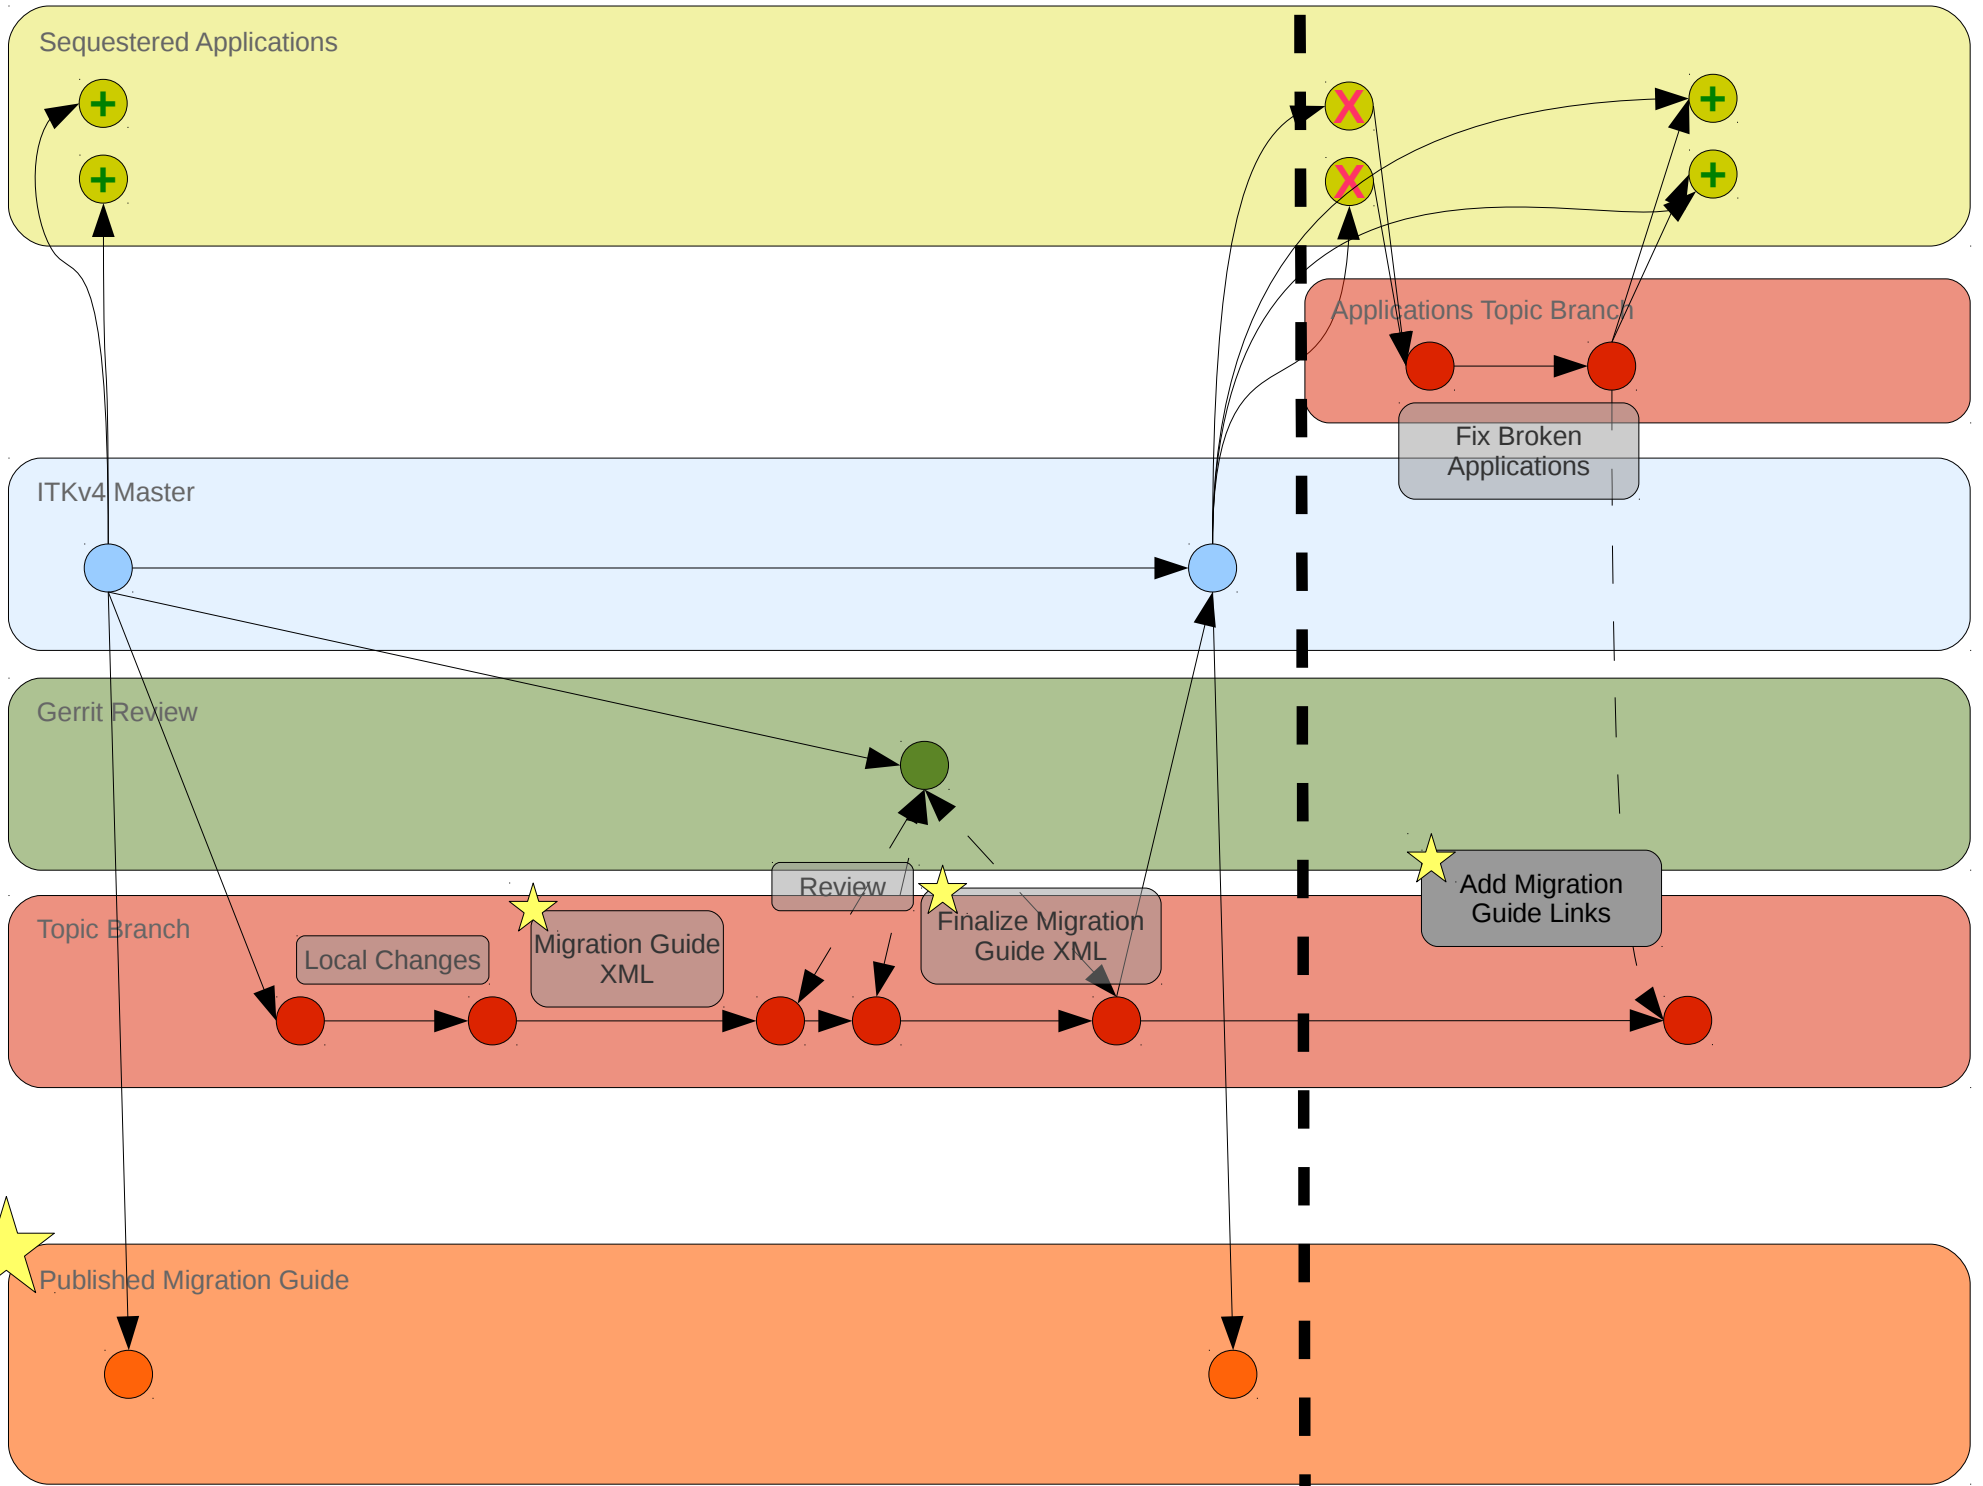 Sequestered Applications
+
X
+
+
X
+
Applications Topic Branch
Fix Broken
Applications
ITKv4 Master
Gerrit Review
Review
Add Migration
Guide Links
Topic Branch
Local Changes
Migration Guide
XML
Finalize Migration
Guide XML
Published Migration Guide